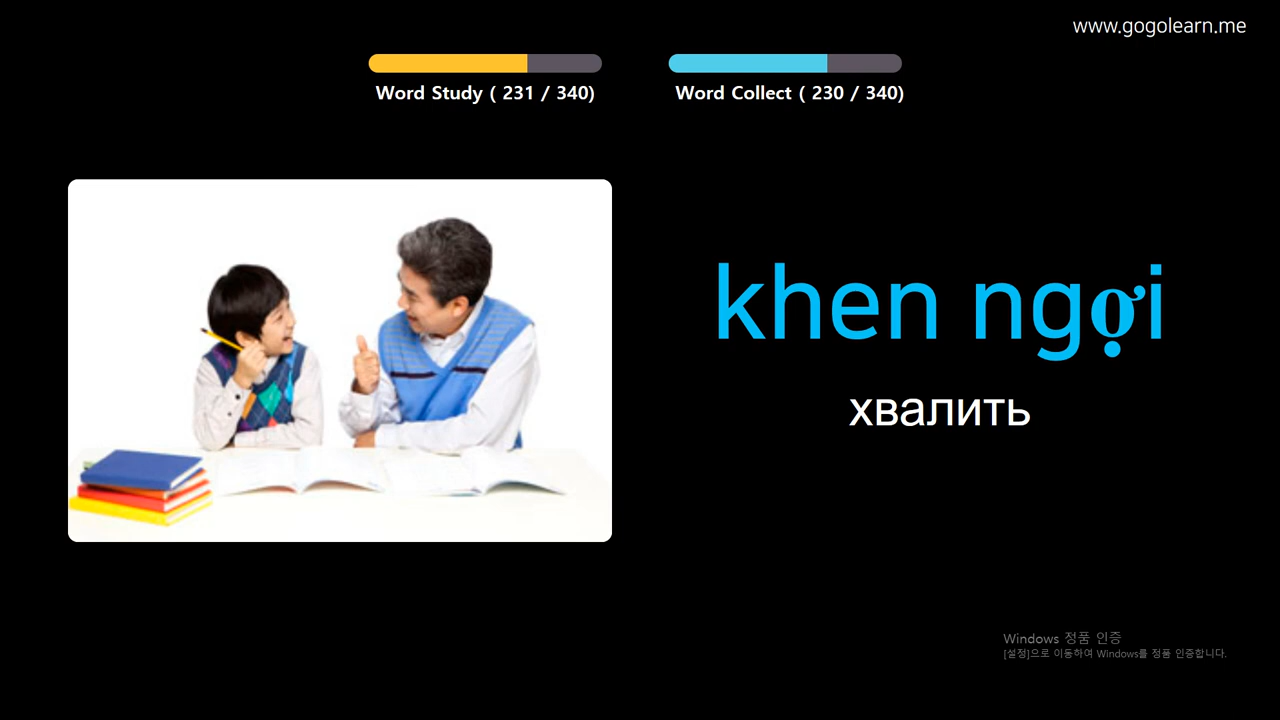 www.gogolearn.me
Word Study ( 231 / 340)
Word Collect ( 230 / 340)
khen ngợi
хвалить
Windows 정품 인증
[설정]으로 이동하여 Windows를 정품 인증합니다.